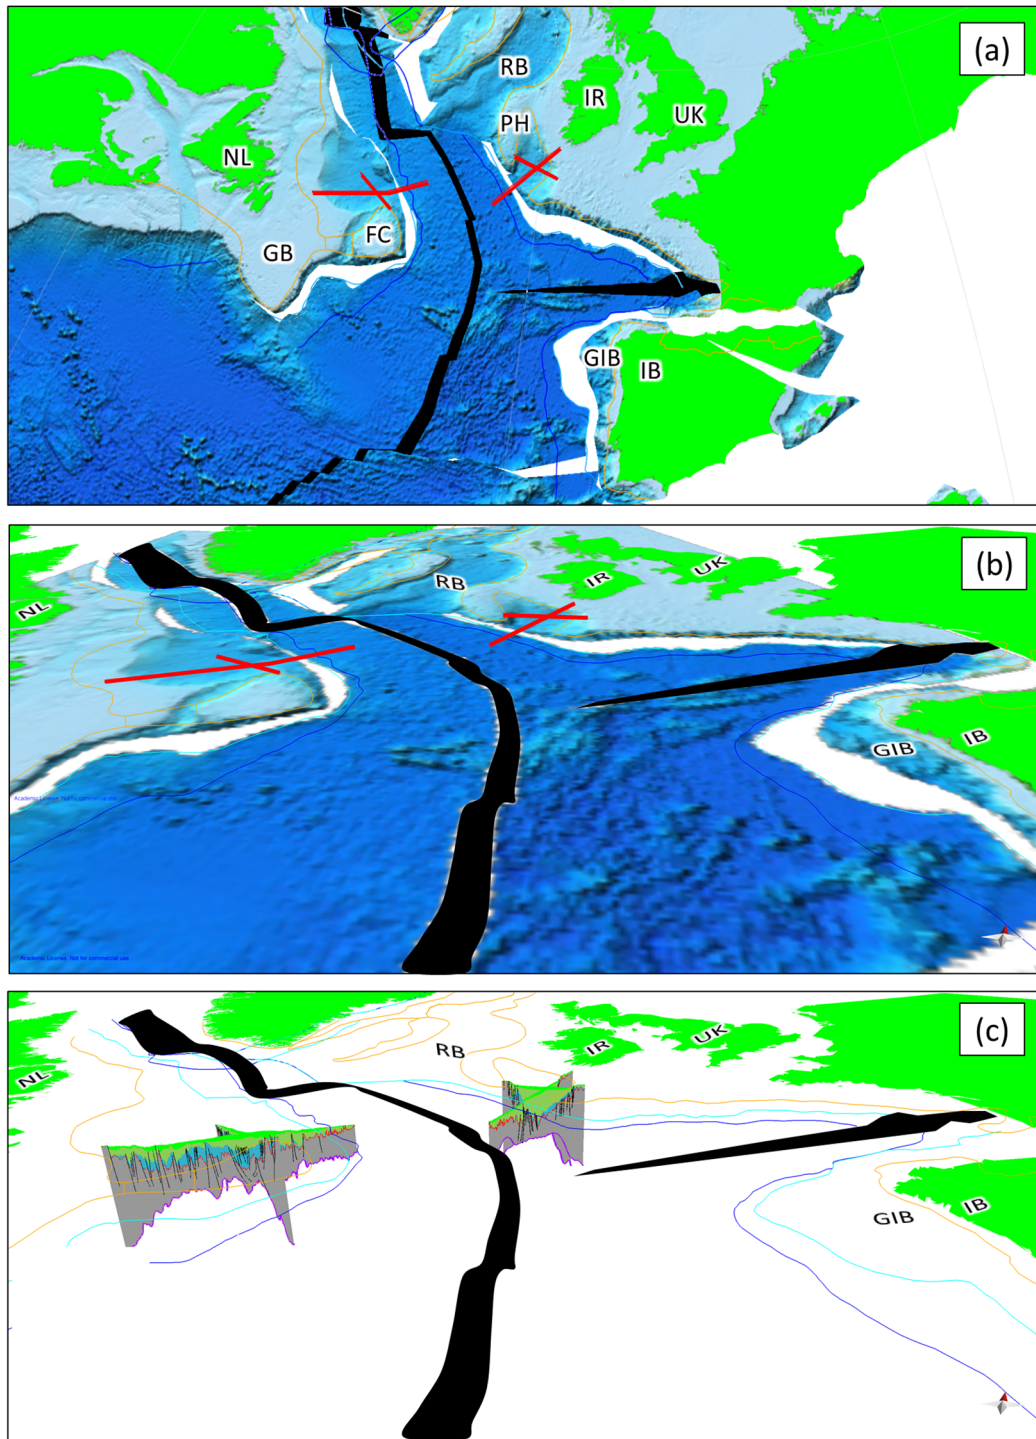 (a)
RB
IR
UK
PH
NL
FC
GB
GIB
IB
(b)
UK
RB
IR
NL
IB
GIB
Academic License. Not for commercial use
Academic License. Not for commercial use
(c)
UK
RB
IR
NL
IB
GIB